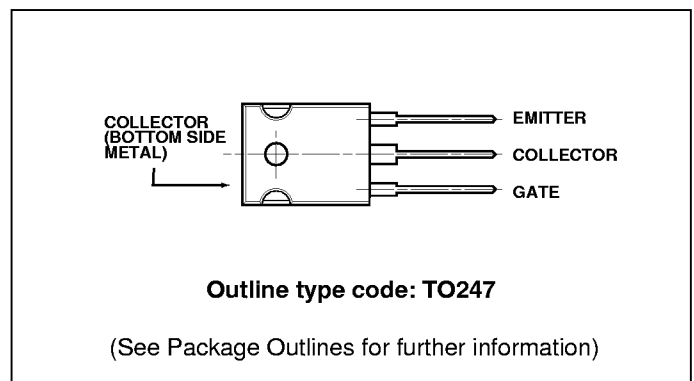 COLLECTOR
(BOTTOM SIDE
METAL)
EMITTER
COLLECTOR
GATE
Outline type code: TO247
(See Package Outlines for further information)